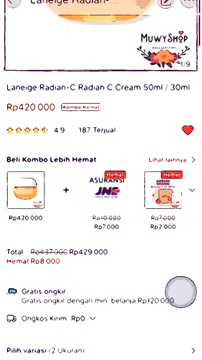 Laneige Radian-
MUWYSHOP
1/9
Laneige Radian-C Radian C Cream 50ml / 30ml
Rp420.000 Kombo Hemat
4.9 187 Terjual
Beli Kombo Lebih Hemat Lihat lainnya >
+
ASURANSI
JNE
Hemat
Hemat
Rp420.000
Rp10.000
Rp7.000
Rp7.000
Rp2.000
Total Rp437.000 Rp429.000
Hemat Rp8.000
Gratis ongkir
Gratis ongkir dengan min. belanja Rp120.000
Ongkos Kirim: Rp0
Pilih variasi (2 Ukuran) >